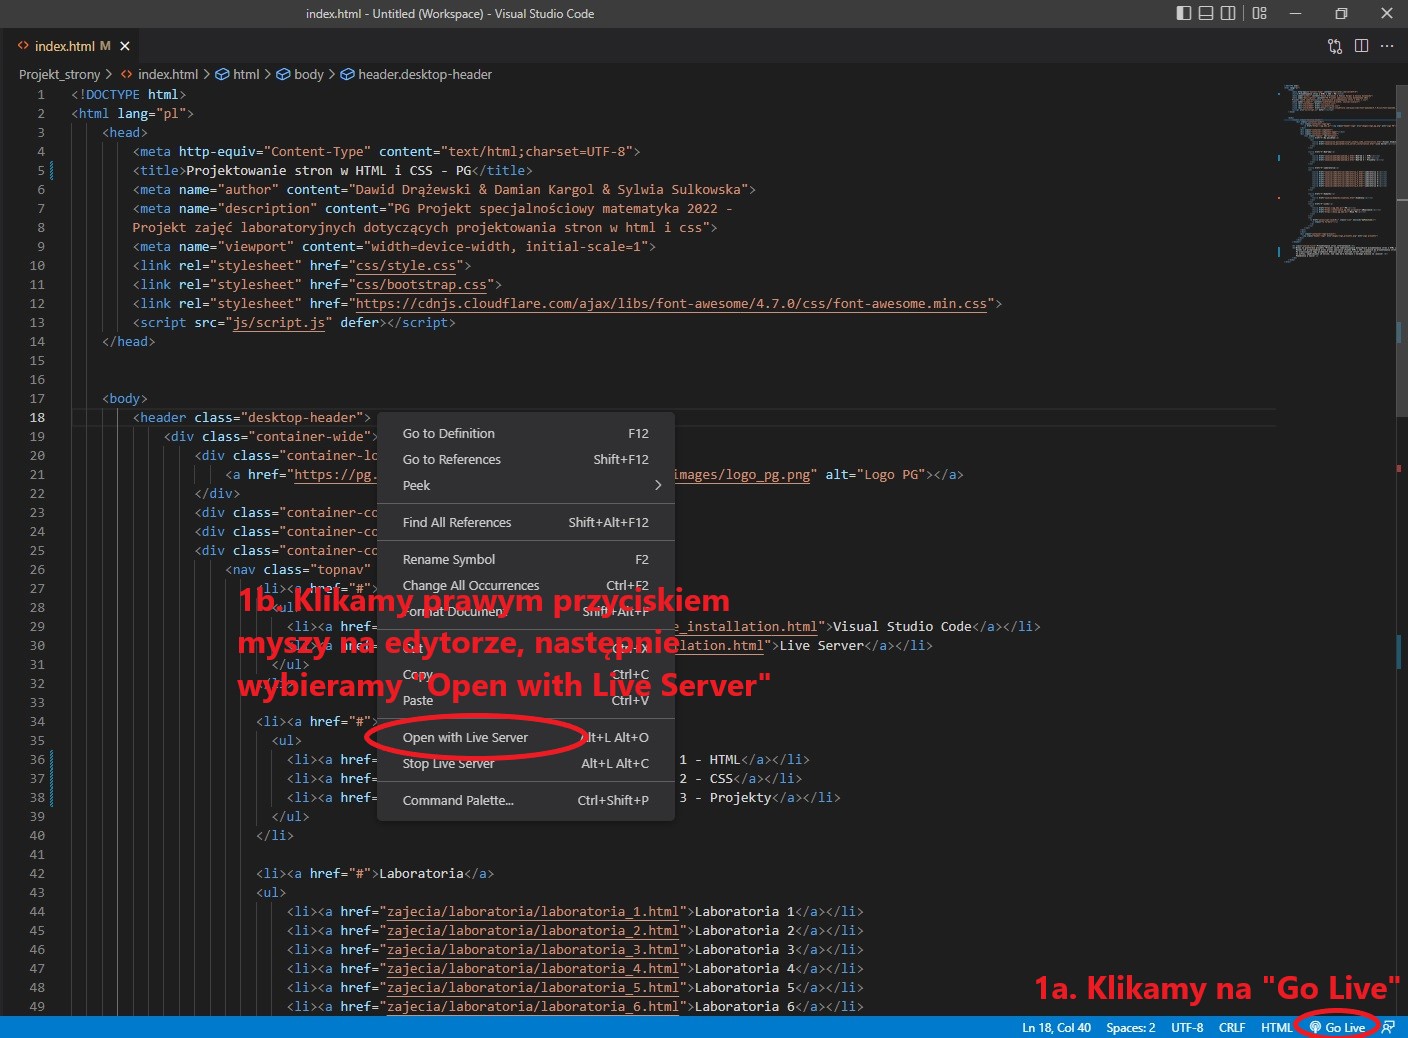 index.html - Untitled (Workspace) - Visual Studio Code
index.html M
Projekt_strony > index.html > html > body > header.desktop-header
1 <!DOCTYPE html>
2 <html lang="pl">
3 <head>
4 <meta http-equiv="Content-Type" content="text/html;charset=UTF-8">
5 <title>Projektowanie stron w HTML i CSS - PG</title>
6 <meta name="author" content="Dawid Drążewski & Damian Kargol & Sylwia Sulkowska">
7 <meta name="description" content="PG Projekt specjalnościowy matematyka 2022 -
8 Projekt zajęć laboratoryjnych dotyczących projektowania stron w html i css">
9 <meta name="viewport" content="width=device-width, initial-scale=1">
10 <link rel="stylesheet" href="css/style.css">
11 <link rel="stylesheet" href="css/bootstrap.css">
12 <link rel="stylesheet" href="https://cdnjs.cloudflare.com/ajax/libs/font-awesome/4.7.0/css/font-awesome.min.css">
13 <script src="js/script.js" defer></script>
14 </head>
15
16
17 <body>
18 <header class="desktop-header">
19 <div class="container-wide">
20 <div class="container-lo
21 <a href="https://pg. images/logo_pg.png" alt="Logo PG"></a>
22 </div>
23 <div class="container-co
24 <div class="container-co
25 <div class="container-co
26 <nav class="topnav"
27 <li><a href="#">
28 <ul>
29 <li><a href= e_installation.html">Visual Studio Code</a></li>
30 <li><a href= lation.html">Live Server</a></li>
31 </ul>
32 </li>
33
34 <li><a href="#">
35 <ul>
36 <li><a href= 1 - HTML</a></li>
37 <li><a href= 2 - CSS</a></li>
38 <li><a href= 3 - Projekty</a></li>
39 </ul>
40 </li>
41
42 <li><a href="#">Laboratoria</a>
43 <ul>
44 <li><a href="zajecia/laboratoria/laboratoria_1.html">Laboratoria 1</a></li>
45 <li><a href="zajecia/laboratoria/laboratoria_2.html">Laboratoria 2</a></li>
46 <li><a href="zajecia/laboratoria/laboratoria_3.html">Laboratoria 3</a></li>
47 <li><a href="zajecia/laboratoria/laboratoria_4.html">Laboratoria 4</a></li>
48 <li><a href="zajecia/laboratoria/laboratoria_5.html">Laboratoria 5</a></li>
49 <li><a href="zajecia/laboratoria/laboratoria_6.html">Laboratoria 6</a></li>
Go to Definition F12
Go to References Shift+F12
Peek
Find All References Shift+Alt+F12
Rename Symbol F2
Change All Occurrences Ctrl+F2
Format Document Shift+Alt+F
Cut Ctrl+X
Copy Ctrl+C
Paste Ctrl+V
Open with Live Server Alt+L Alt+O
Stop Live Server Alt+L Alt+C
Command Palette... Ctrl+Shift+P
1b. Klikamy prawym przyciskiem
myszy na edytorze, następnie
wybieramy "Open with Live Server"
1a. Klikamy na "Go Live"
Ln 18, Col 40 Spaces: 2 UTF-8 CRLF HTML Go Live